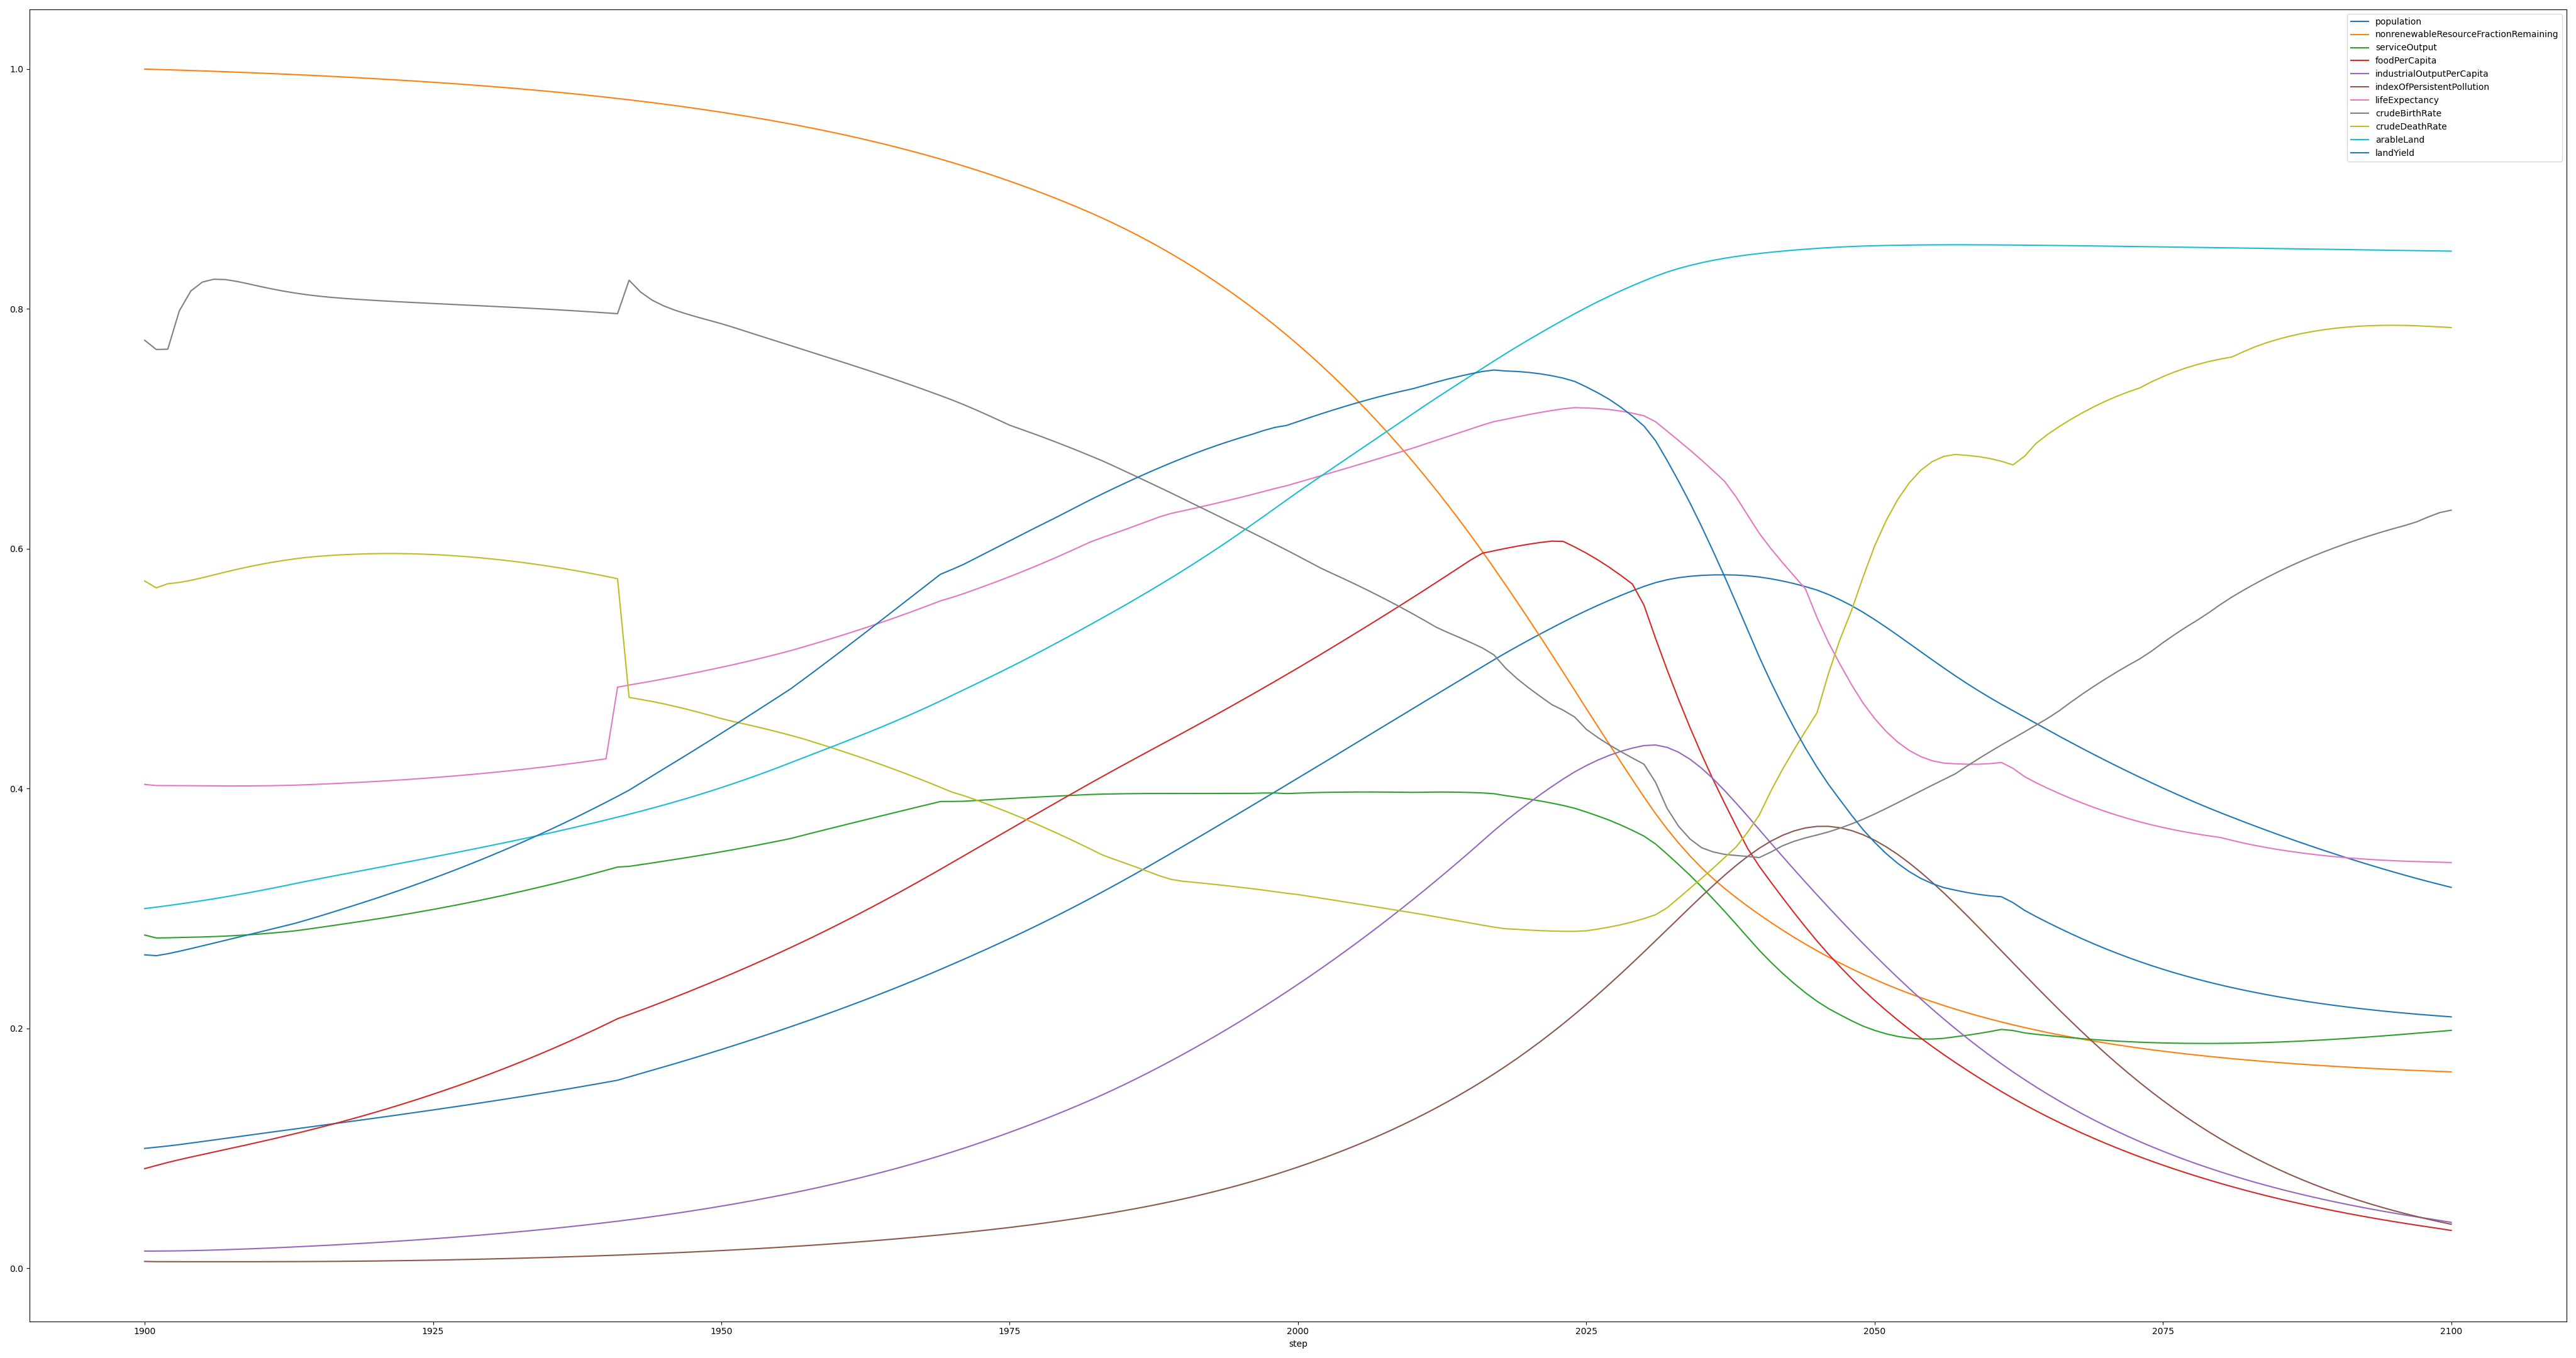 population
nonrenewableResourceFractionRemaining
serviceOutput
foodPerCapita
industrialOutputPerCapita
indexOfPersistentPollution
lifeExpectancy
crudeBirthRate
crudeDeathRate
arableLand
landYield
1.0
0.8
0.6
0.4
0.2
0.0
1900 1925 1950 1975 2000 2025 2050 2075 2100
step